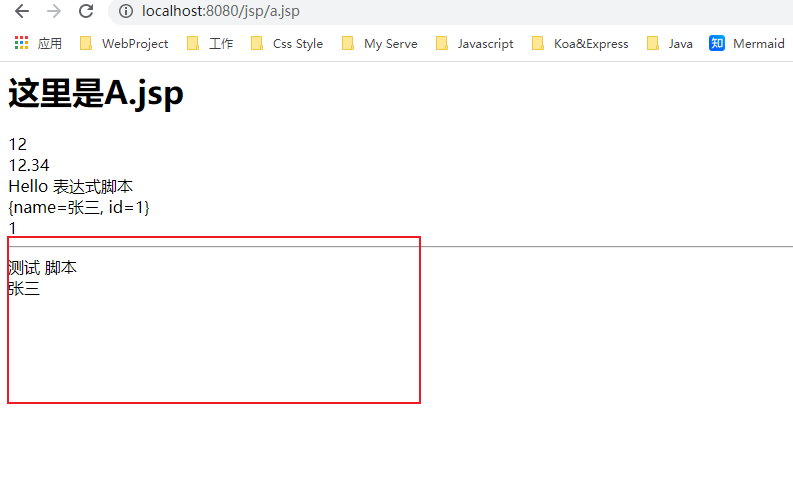 localhost:8080/jsp/a.jsp
应用 WebProject 工作 Css Style My Serve Javascript Koa&Express Java 知 Mermaid
这里是A.jsp
12
12.34
Hello 表达式脚本
{name=张三, id=1}
1
测试 脚本
张三